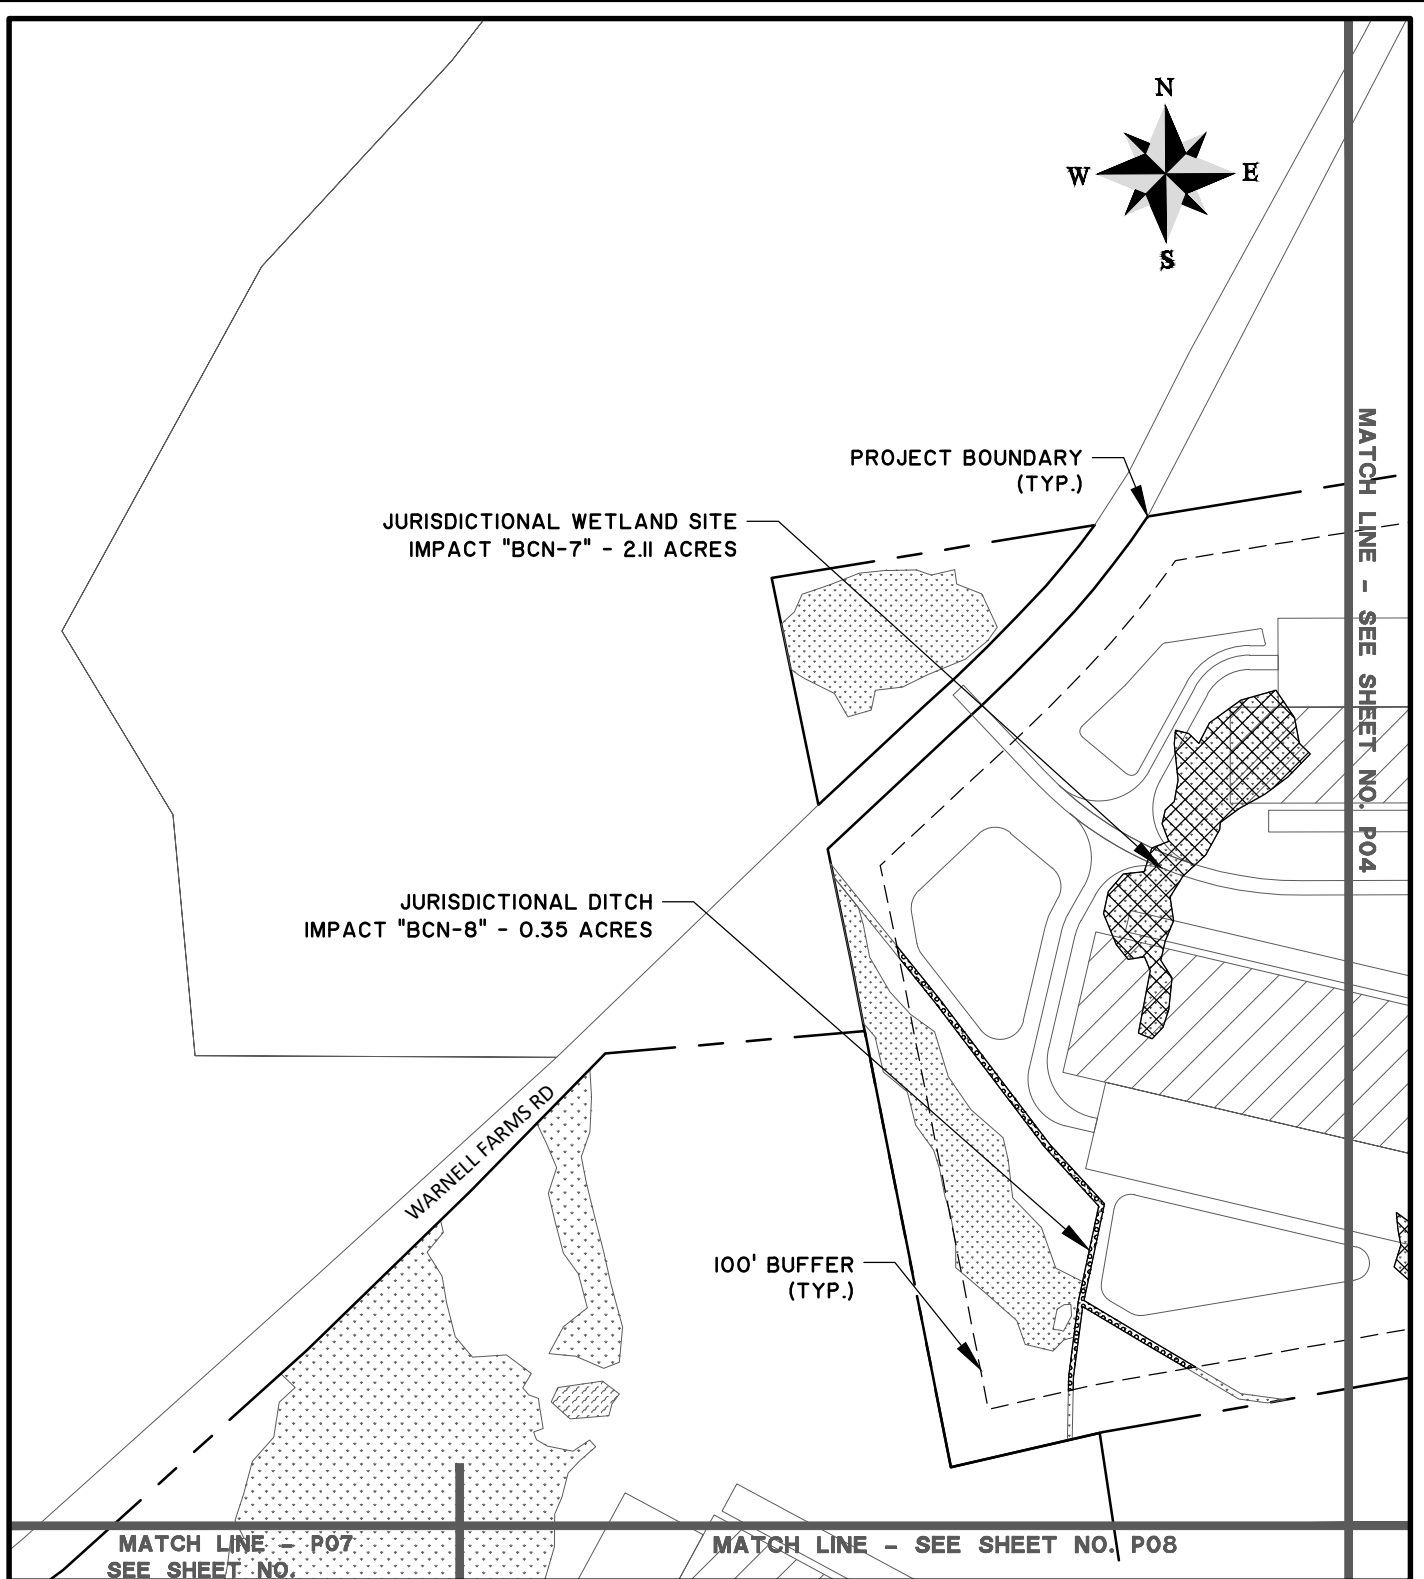 N
W E
S
PROJECT BOUNDARY
(TYP.)
JURISDICTIONAL WETLAND SITE
IMPACT "BCN-7" - 2.11 ACRES
MATCH LINE - SEE SHEET NO. P04
JURISDICTIONAL DITCH
IMPACT "BCN-8" - 0.35 ACRES
WARNELL FARMS RD
100' BUFFER
(TYP.)
MATCH LINE - P07
SEE SHEET NO.
MATCH LINE - SEE SHEET NO. P08